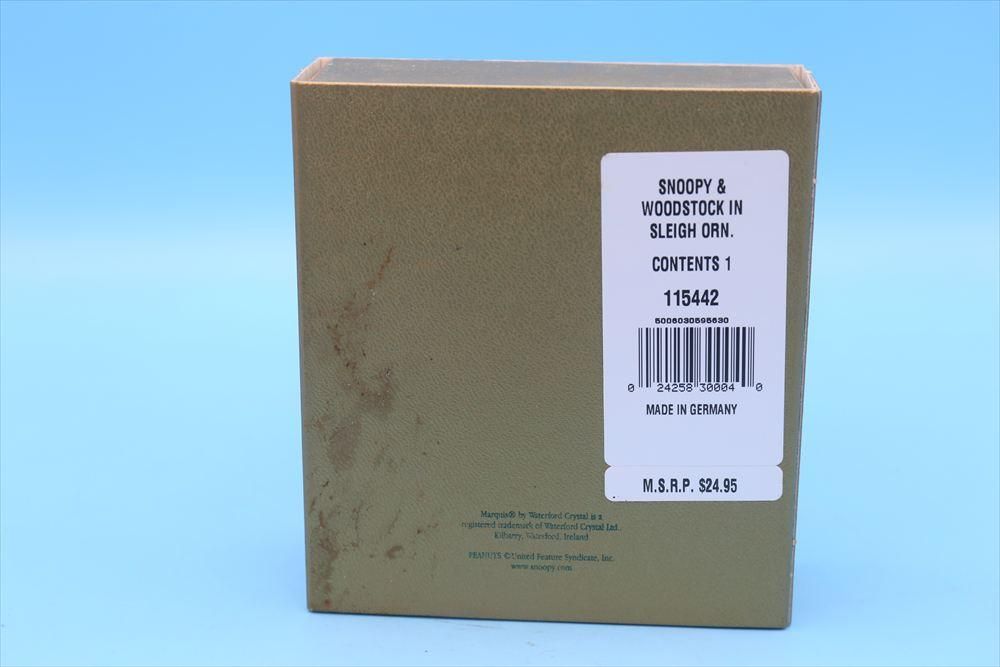 SNOOPY &
WOODSTOCK IN
SLEIGH ORN.
CONTENTS 1
115442
5006030595630
0 24258 30004 0
MADE IN GERMANY
M.S.R.P. $24.95
Marquis® by Waterford Crystal is a
registered trademark of Waterford Crystal Ltd.
Kilbarry, Waterford, Ireland.
PEANUTS © United Feature Syndicate, Inc.
www.snoopy.com